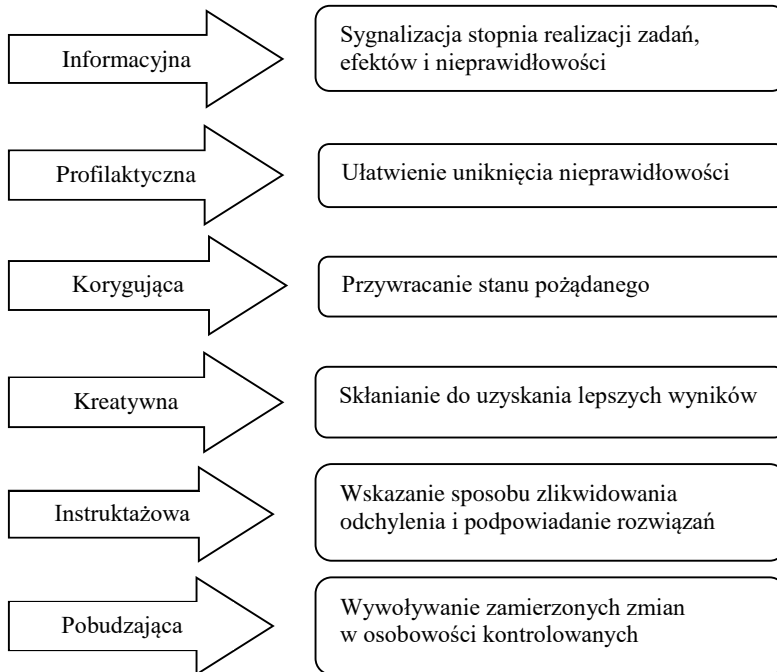 Informacyjna
Sygnalizacja stopnia realizacji zadań,
efektów i nieprawidłowości
Profilaktyczna
Ułatwienie uniknięcia nieprawidłowości
Korygująca
Przywracanie stanu pożądanego
Kreatywna
Skłanianie do uzyskania lepszych wyników
Instruktażowa
Wskazanie sposobu zlikwidowania
odchylenia i podpowiadanie rozwiązań
Pobudzająca
Wywoływanie zamierzonych zmian
w osobowości kontrolowanych